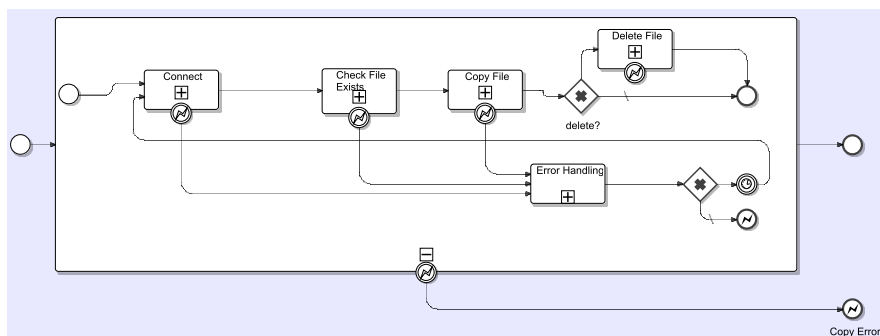 Delete File
Connect
Check File
Exists
Copy File
delete?
Error Handling
Copy Error